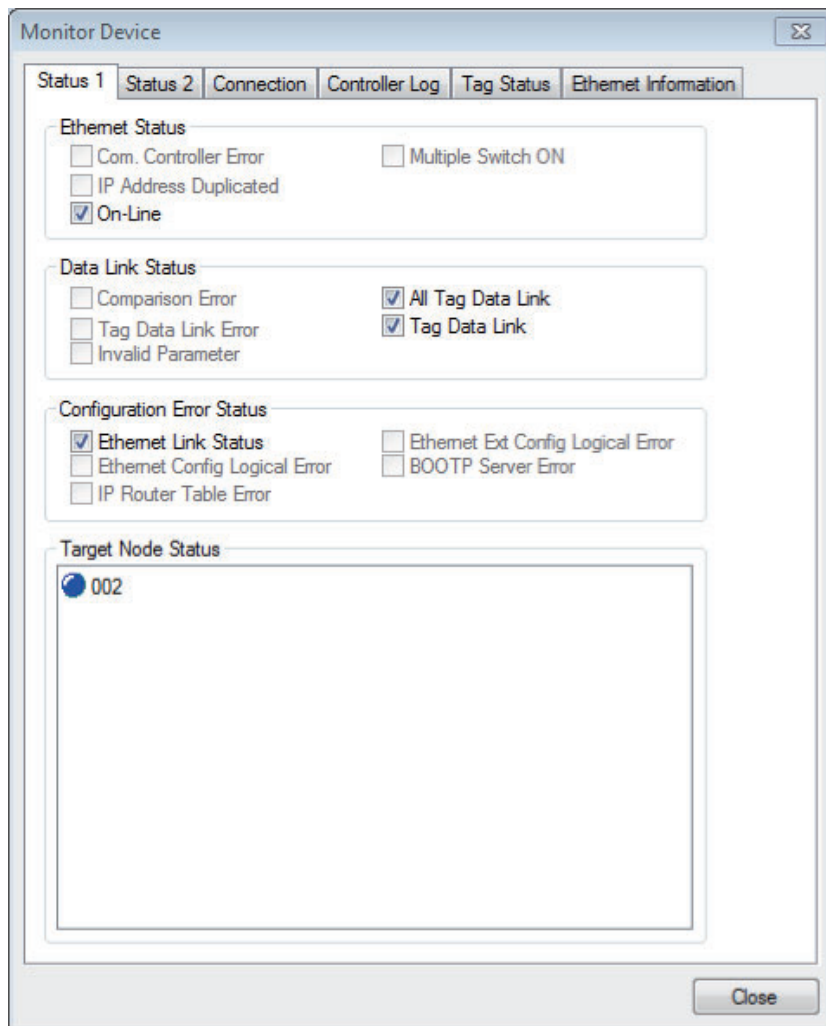 Monitor Device
Status 1 Status 2 Connection Controller Log Tag Status Ethernet Information
Ethernet Status
Com. Controller Error Multiple Switch ON
IP Address Duplicated
On-Line
Data Link Status
Comparison Error All Tag Data Link
Tag Data Link Error Tag Data Link
Invalid Parameter
Configuration Error Status
Ethernet Link Status Ethernet Ext Config Logical Error
Ethernet Config Logical Error BOOTP Server Error
IP Router Table Error
Target Node Status
002
Close